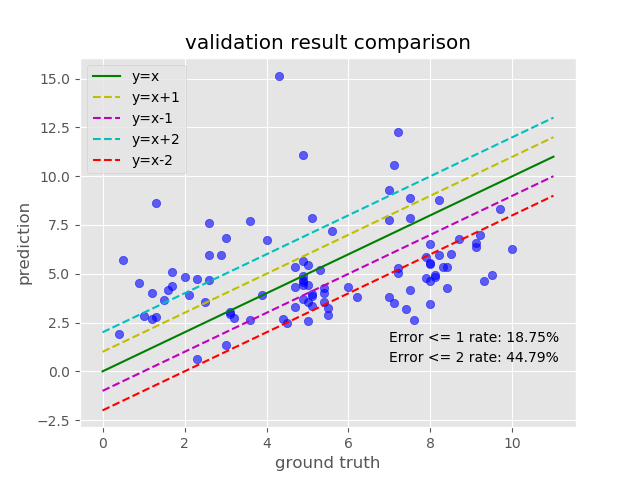 validation result comparison
y=x
y=x+1
y=x-1
y=x+2
y=x-2
15.0
12.5
10.0
7.5
5.0
2.5
0.0
−2.5
prediction
Error <= 1 rate: 18.75%
Error <= 2 rate: 44.79%
0 2 4 6 8 10
ground truth